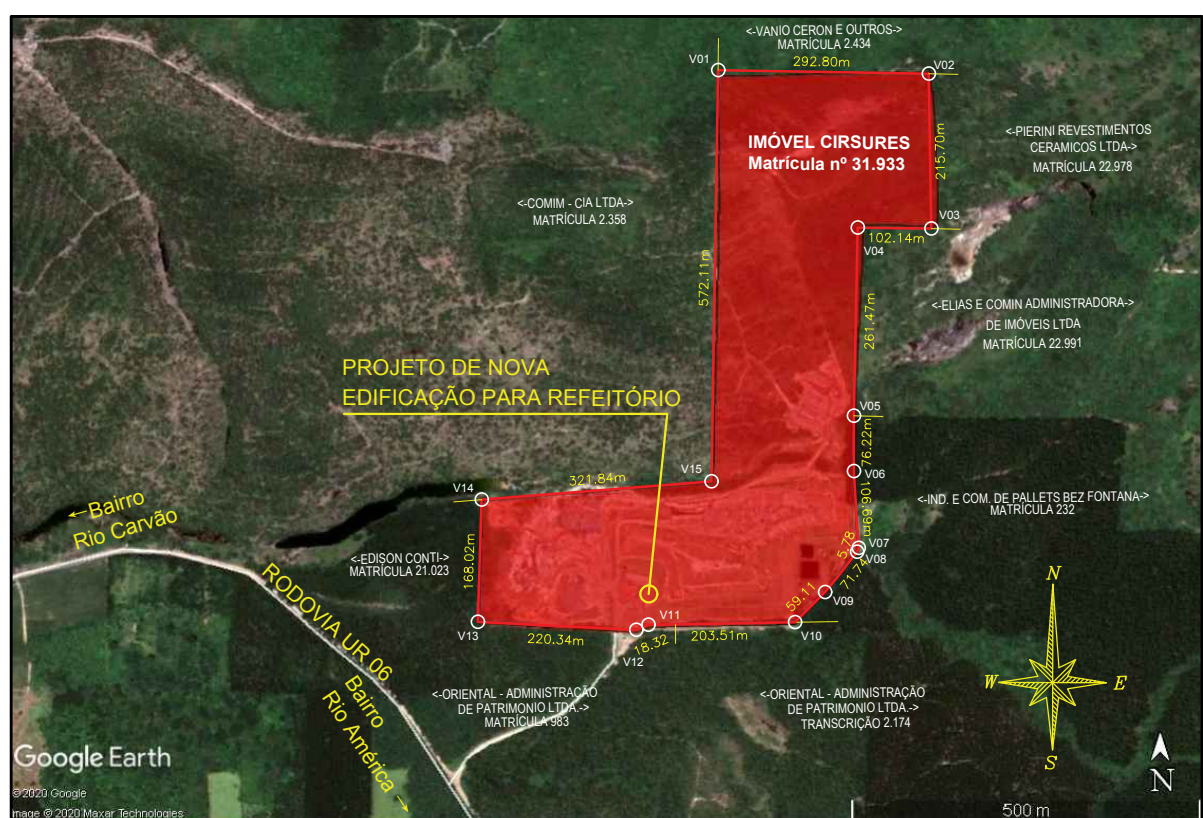 <-VANIO CERON E OUTROS->
MATRÍCULA 2.434
292.80m
V01
V02
IMÓVEL CIRSURES
Matrícula nº 31.933
215.70m
<-PIERINI REVESTIMENTOS
CERAMICOS LTDA->
MATRÍCULA 22.978
<-COMIM - CIA LTDA->
MATRÍCULA 2.358
V03
102.14m
V04
572.11m
261.47m
<-ELIAS E COMIN ADMINISTRADORA->
DE IMÓVEIS LTDA
MATRÍCULA 22.991
PROJETO DE NOVA
EDIFICAÇÃO PARA REFEITÓRIO
V05
76.22m
V06
V15
321.84m
V14
106.69m
<-IND. E COM. DE PALLETS BEZ FONTANA->
MATRÍCULA 232
←Bairro
Rio Carvão
V07
5.78
V08
71.74
<-EDISON CONTI->
MATRÍCULA 21.023
168.02m
RODOVIA UR 06
V09
59.11
V10
V11
203.51m
18.32
V12
220.34m
V13
Bairro
Rio América →
<-ORIENTAL - ADMINISTRAÇÃO
DE PATRIMONIO LTDA.->
MATRÍCULA 983
<-ORIENTAL - ADMINISTRAÇÃO
DE PATRIMONIO LTDA.->
TRANSCRIÇÃO 2.174
N
W
E
S
N
Google Earth
©2020 Google
Image © 2020 Maxar Technologies
500 m